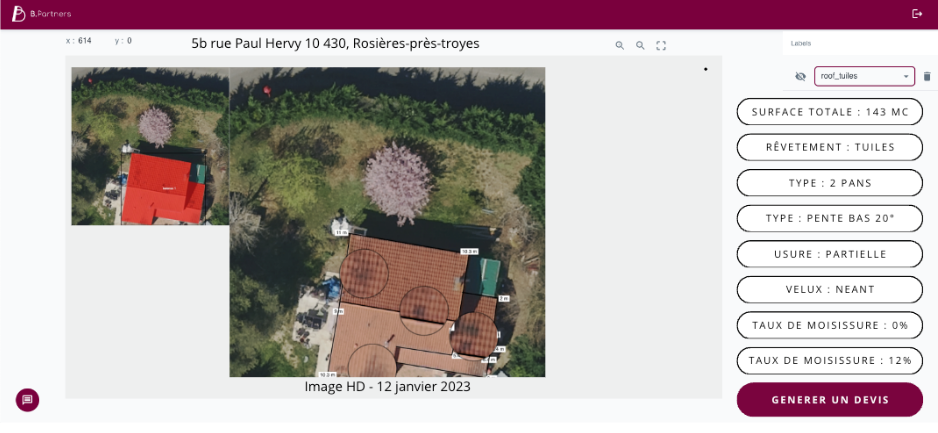 B.Partners
x : 614 y : 0
5b rue Paul Hervy 10 430, Rosières-près-troyes
Labels
roof_tuiles
SURFACE TOTALE : 143 MC
RÊVETEMENT : TUILES
TYPE : 2 PANS
TYPE : PENTE BAS 20°
USURE : PARTIELLE
VELUX : NEANT
TAUX DE MOISISSURE : 0%
TAUX DE MOISISSURE : 12%
GENERER UN DEVIS
Image HD - 12 janvier 2023